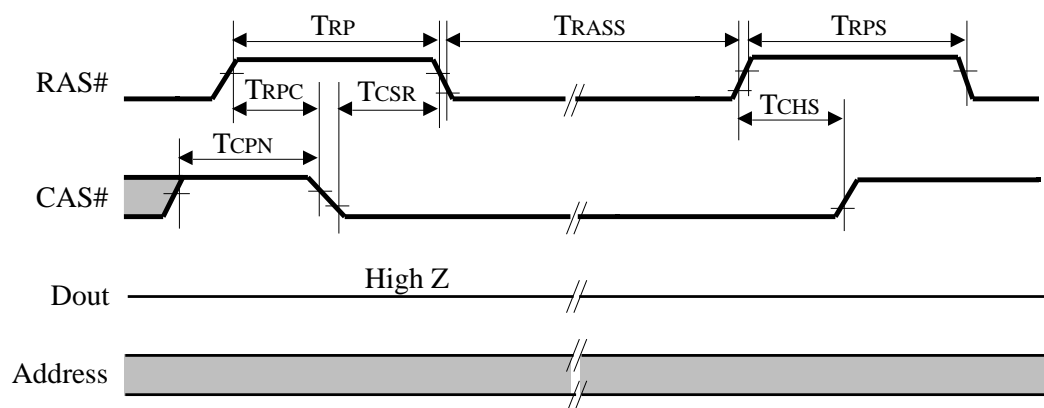 TRP TRASS TRPS
RAS#
TRPC TCSR TCHS
TCPN
CAS#
High Z
Dout
Address